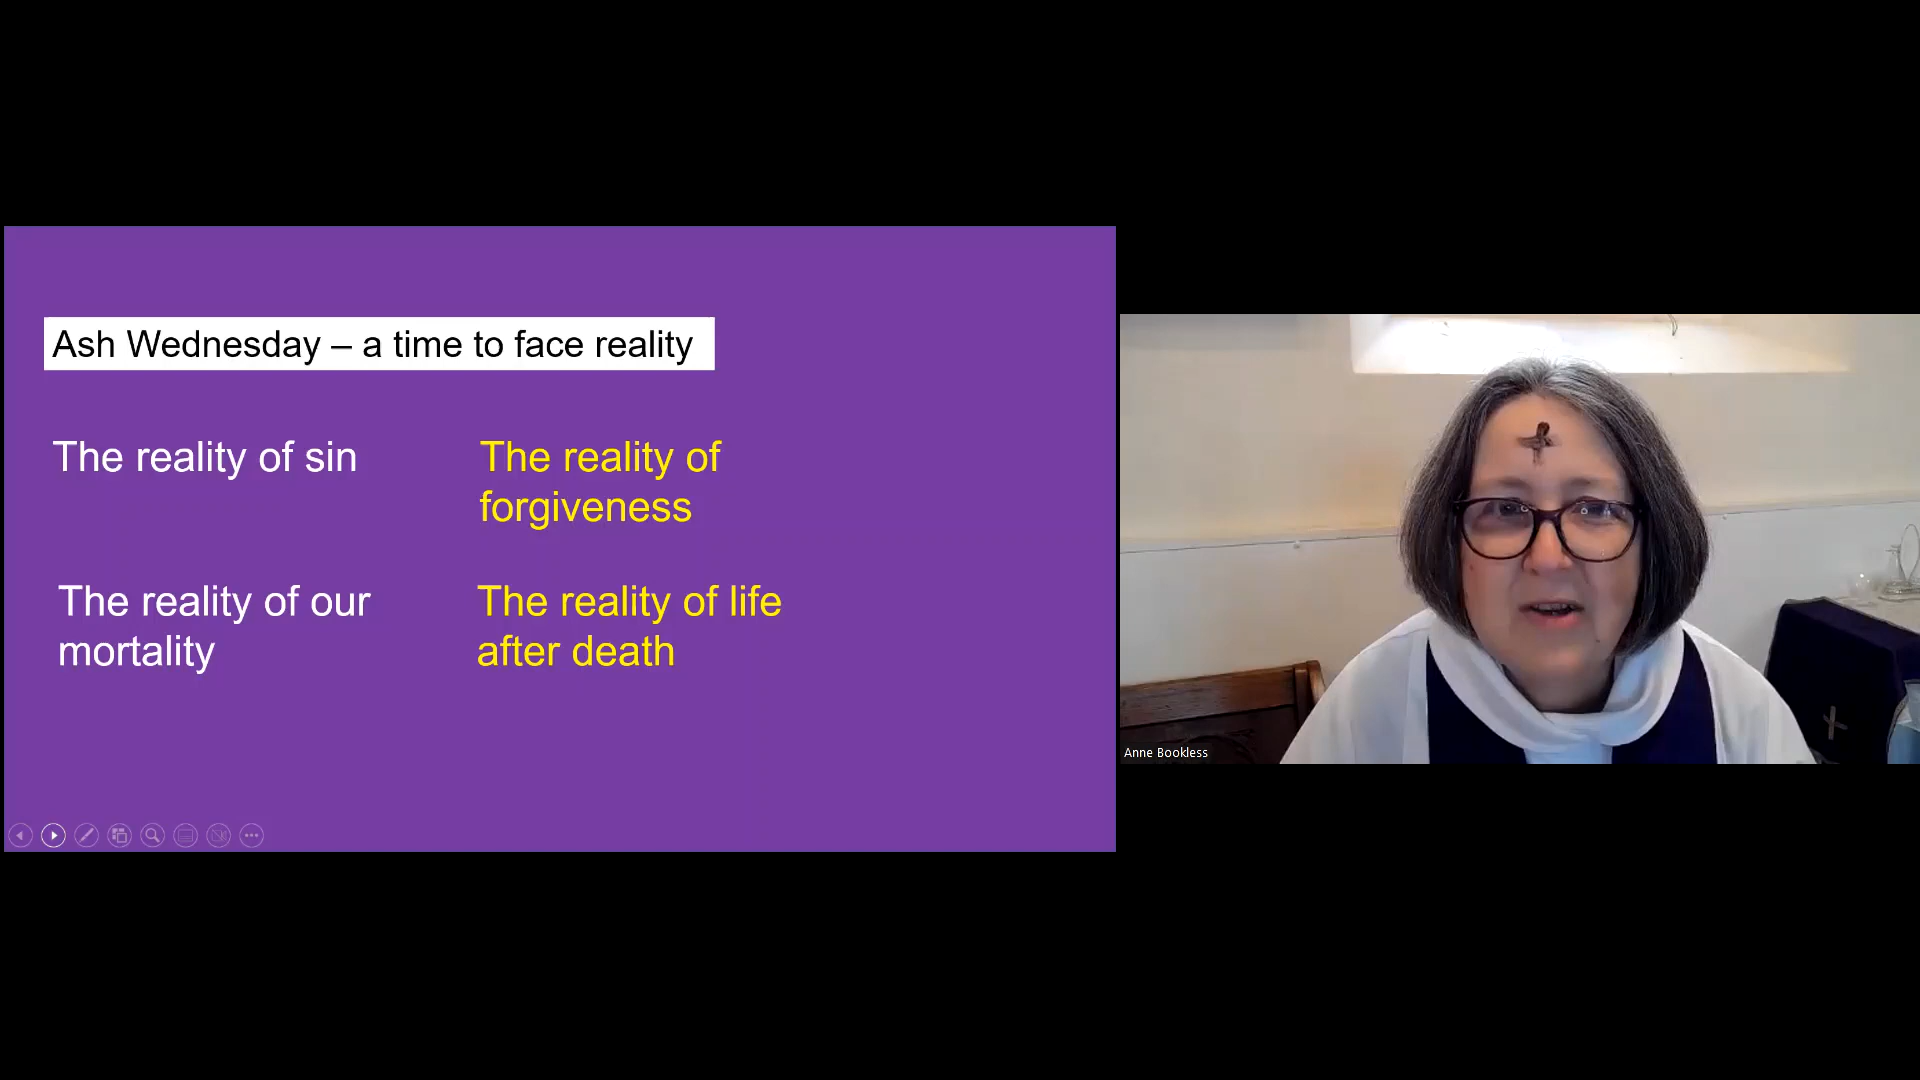 Ash Wednesday – a time to face reality
The reality of sin
The reality of
forgiveness
The reality of our
mortality
The reality of life
after death
Anne Bookless